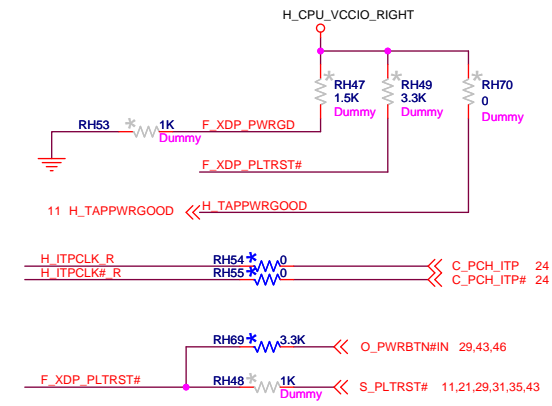 H_CPU_VCCIO_RIGHT
RH47
1.5K
Dummy
RH49
3.3K
Dummy
RH70
0
Dummy
RH53
1K
Dummy
F_XDP_PWRGD
F_XDP_PLTRST#
11 H_TAPPWRGOOD
H_TAPPWRGOOD
H_ITPCLK_R
RH54
0
C_PCH_ITP 24
H_ITPCLK#_R
RH55
0
C_PCH_ITP# 24
RH69
3.3K
O_PWRBTN#IN 29,43,46
F_XDP_PLTRST#
RH48
1K
Dummy
S_PLTRST# 11,21,29,31,35,43